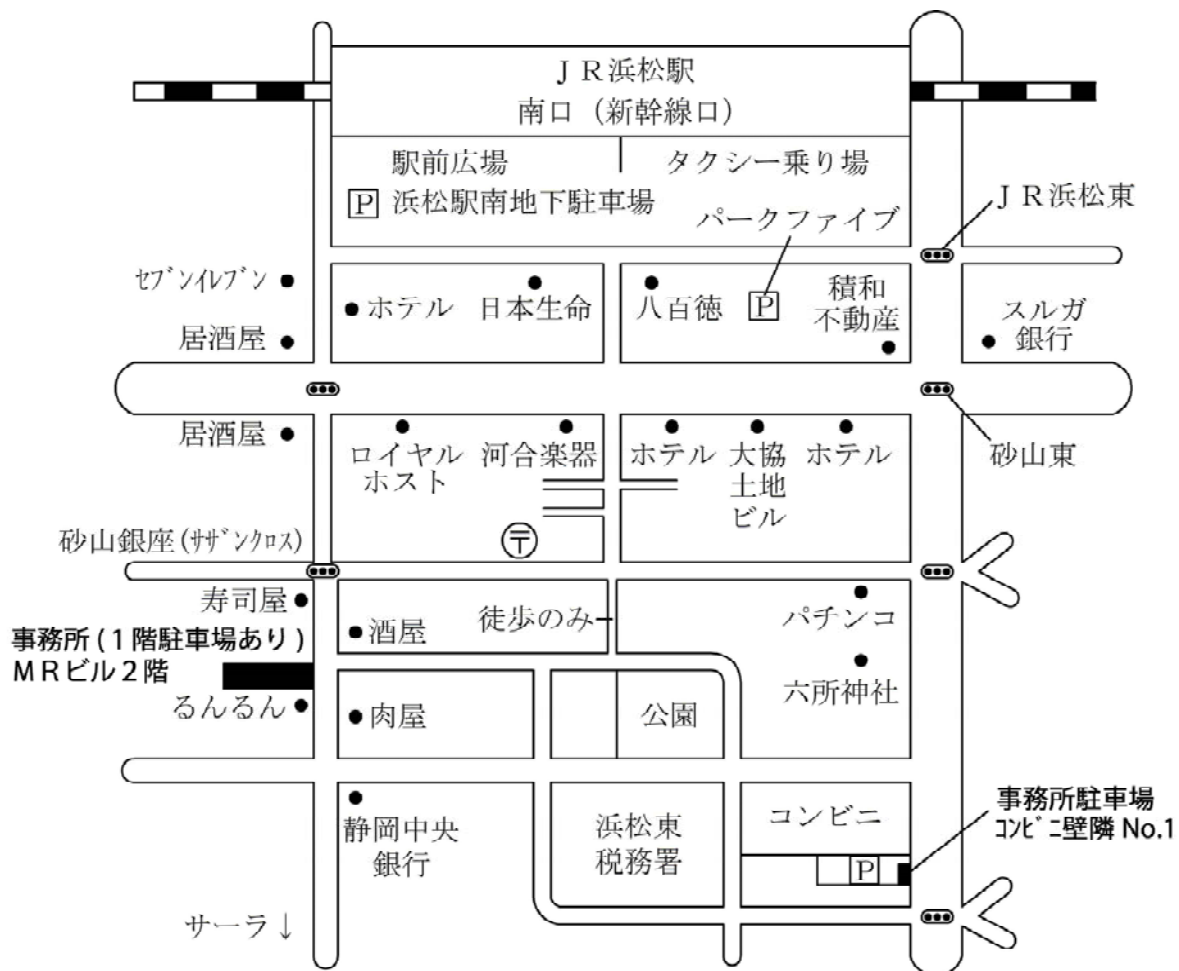 ＪＲ浜松駅
南口（新幹線口）
駅前広場
タクシー乗り場
P 浜松駅南地下駐車場
パークファイブ
ＪＲ浜松東
ｾﾌﾞﾝｲﾚﾌﾞﾝ
ホテル
日本生命
八百徳
P
積和
不動産
スルガ
銀行
居酒屋
居酒屋
ロイヤル
ホスト
河合楽器
ホテル
大協
土地
ビル
ホテル
砂山東
砂山銀座(ｻｻﾞﾝｸﾛｽ)
〒
寿司屋
酒屋
徒歩のみ
パチンコ
事務所(１階駐車場あり)
ＭＲビル２階
六所神社
るんるん
肉屋
公園
静岡中央
銀行
浜松東
税務署
コンビニ
P
事務所駐車場
ｺﾝﾋﾞﾆ壁隣 No.1
サーラ↓